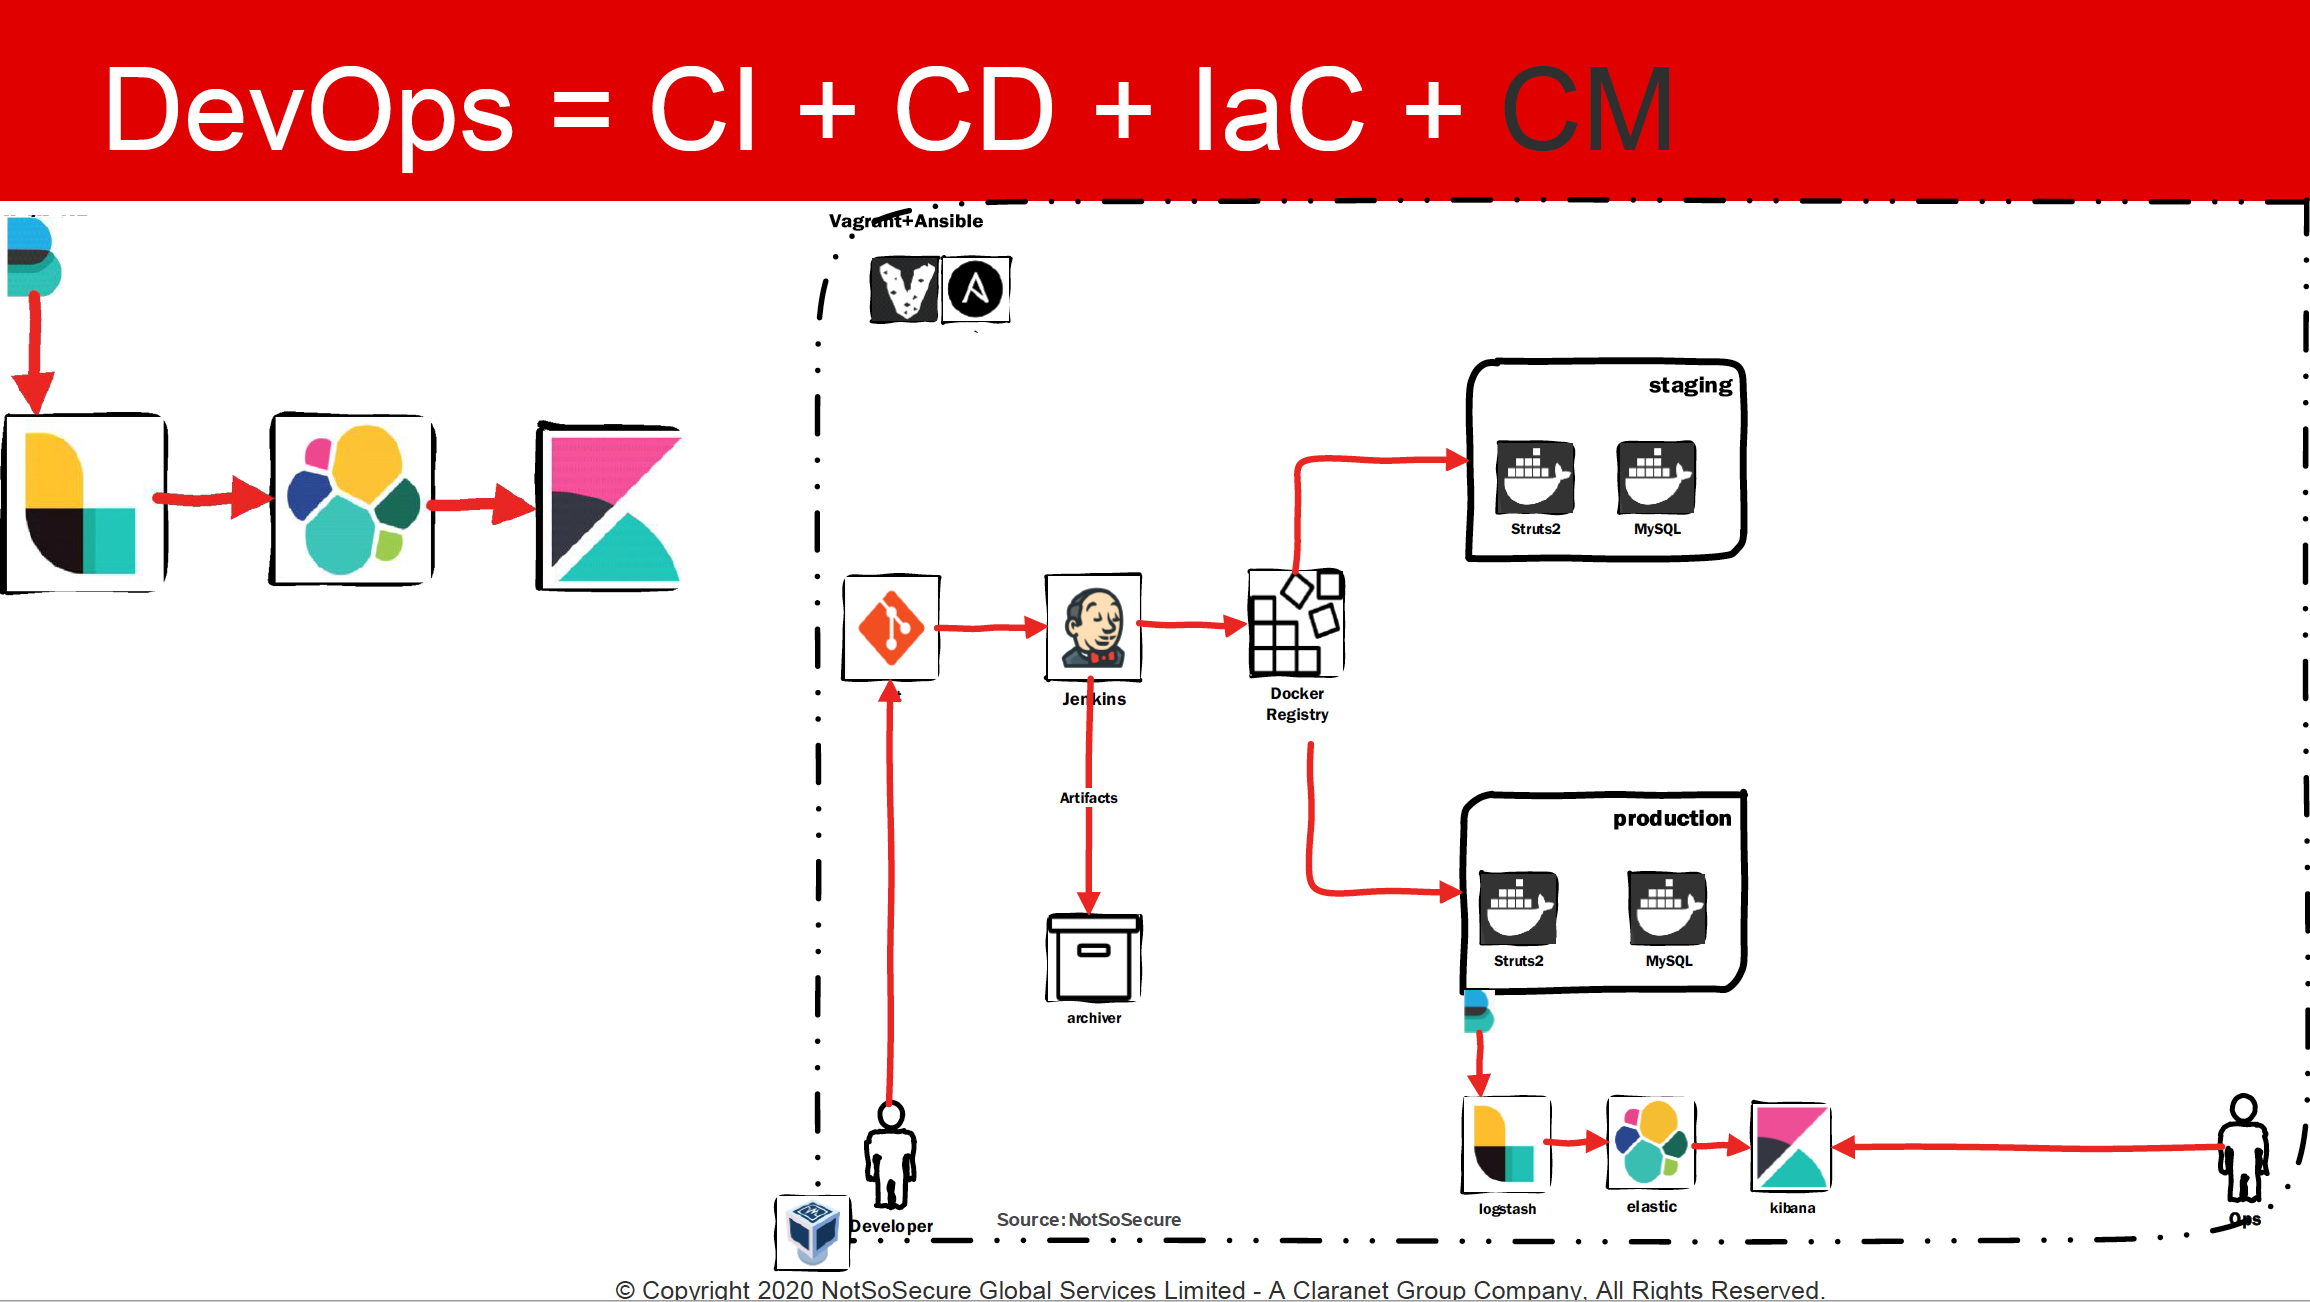 DevOps = CI + CD + IaC + CM
Vagrant+Ansible
staging
Struts2
MySQL
Jenkins
Docker
Registry
Artifacts
production
Struts2
MySQL
archiver
logstash
elastic
kibana
Developer
Source:NotSoSecure
Ops
© Copyright 2020 NotSoSecure Global Services Limited - A Claranet Group Company, All Rights Reserved.